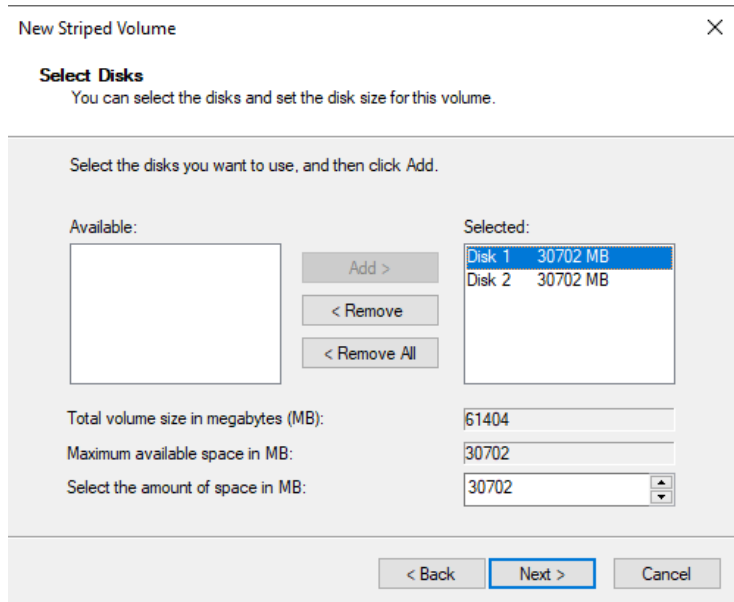 New Striped Volume
Select Disks
You can select the disks and set the disk size for this volume.
Select the disks you want to use, and then click Add.
Available:
Selected:
Add >
< Remove
< Remove All
Disk 1 30702 MB
Disk 2 30702 MB
Total volume size in megabytes (MB): 61404
Maximum available space in MB: 30702
Select the amount of space in MB: 30702
< Back Next > Cancel